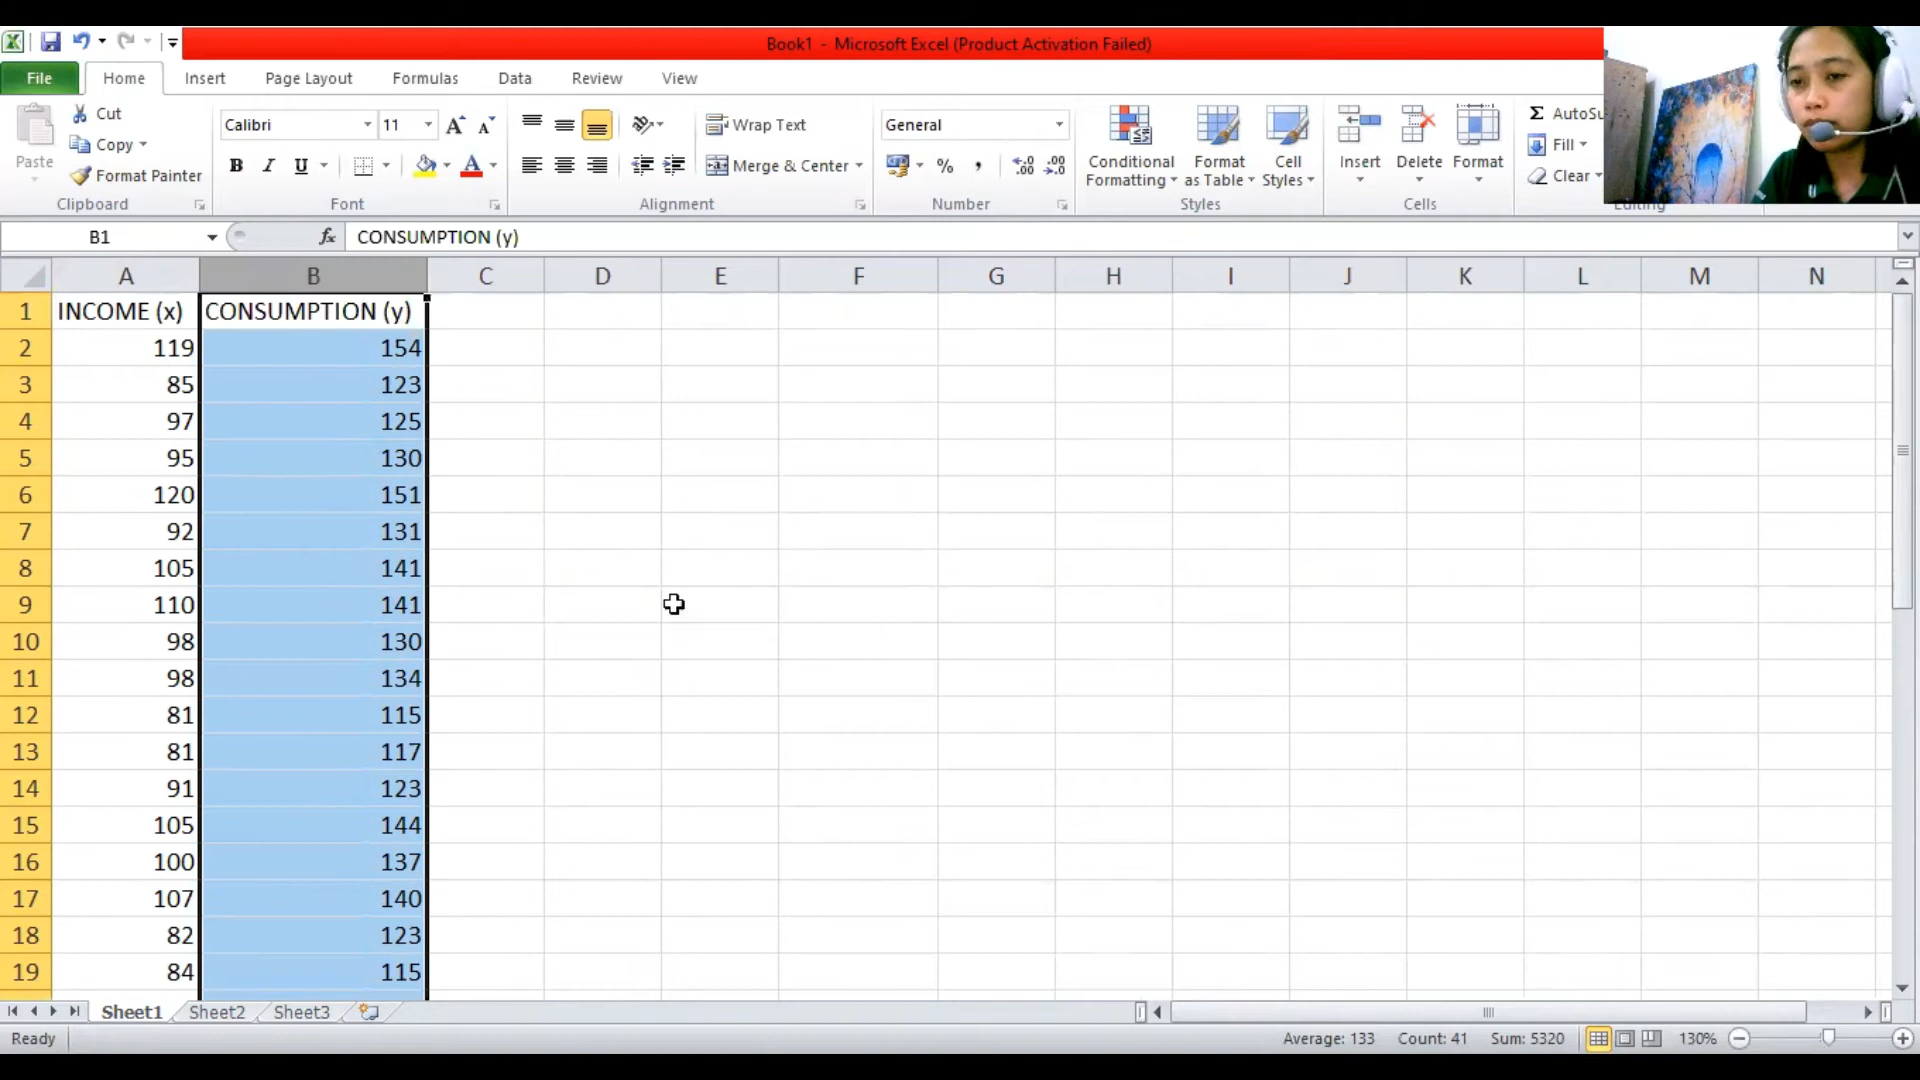 Book1 - Microsoft Excel (Product Activation Failed)
File Home Insert Page Layout Formulas Data Review View
Paste
Cut
Copy
Format Painter
Clipboard
Calibri 11
B I U A
Font
Wrap Text
Merge & Center
Alignment
General
% ,
Number
Conditional Formatting
Format as Table
Cell Styles
Styles
Insert Delete Format
Cells
Σ AutoSu
Fill
Clear
Editing
B1 fx CONSUMPTION (y)
A B C D E F G H I J K L M N
1 INCOME (x) CONSUMPTION (y)
2 119 154
3 85 123
4 97 125
5 95 130
6 120 151
7 92 131
8 105 141
9 110 141
10 98 130
11 98 134
12 81 115
13 81 117
14 91 123
15 105 144
16 100 137
17 107 140
18 82 123
19 84 115
Sheet1 Sheet2 Sheet3
Ready Average: 133 Count: 41 Sum: 5320 130%